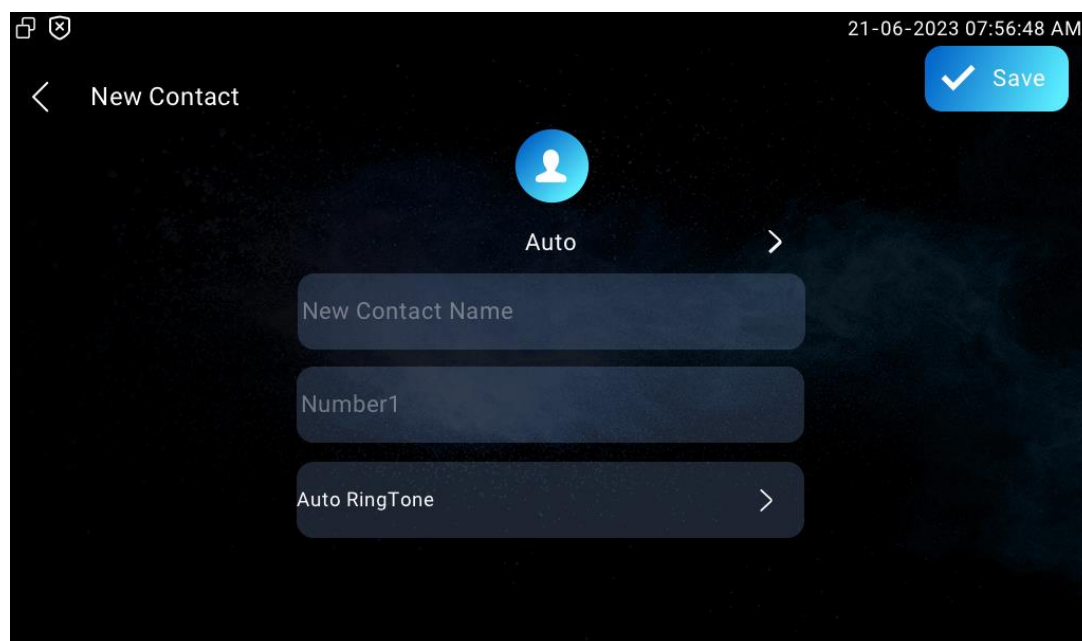 21-06-2023 07:56:48 AM
Save
New Contact
Auto
New Contact Name
Number1
Auto RingTone